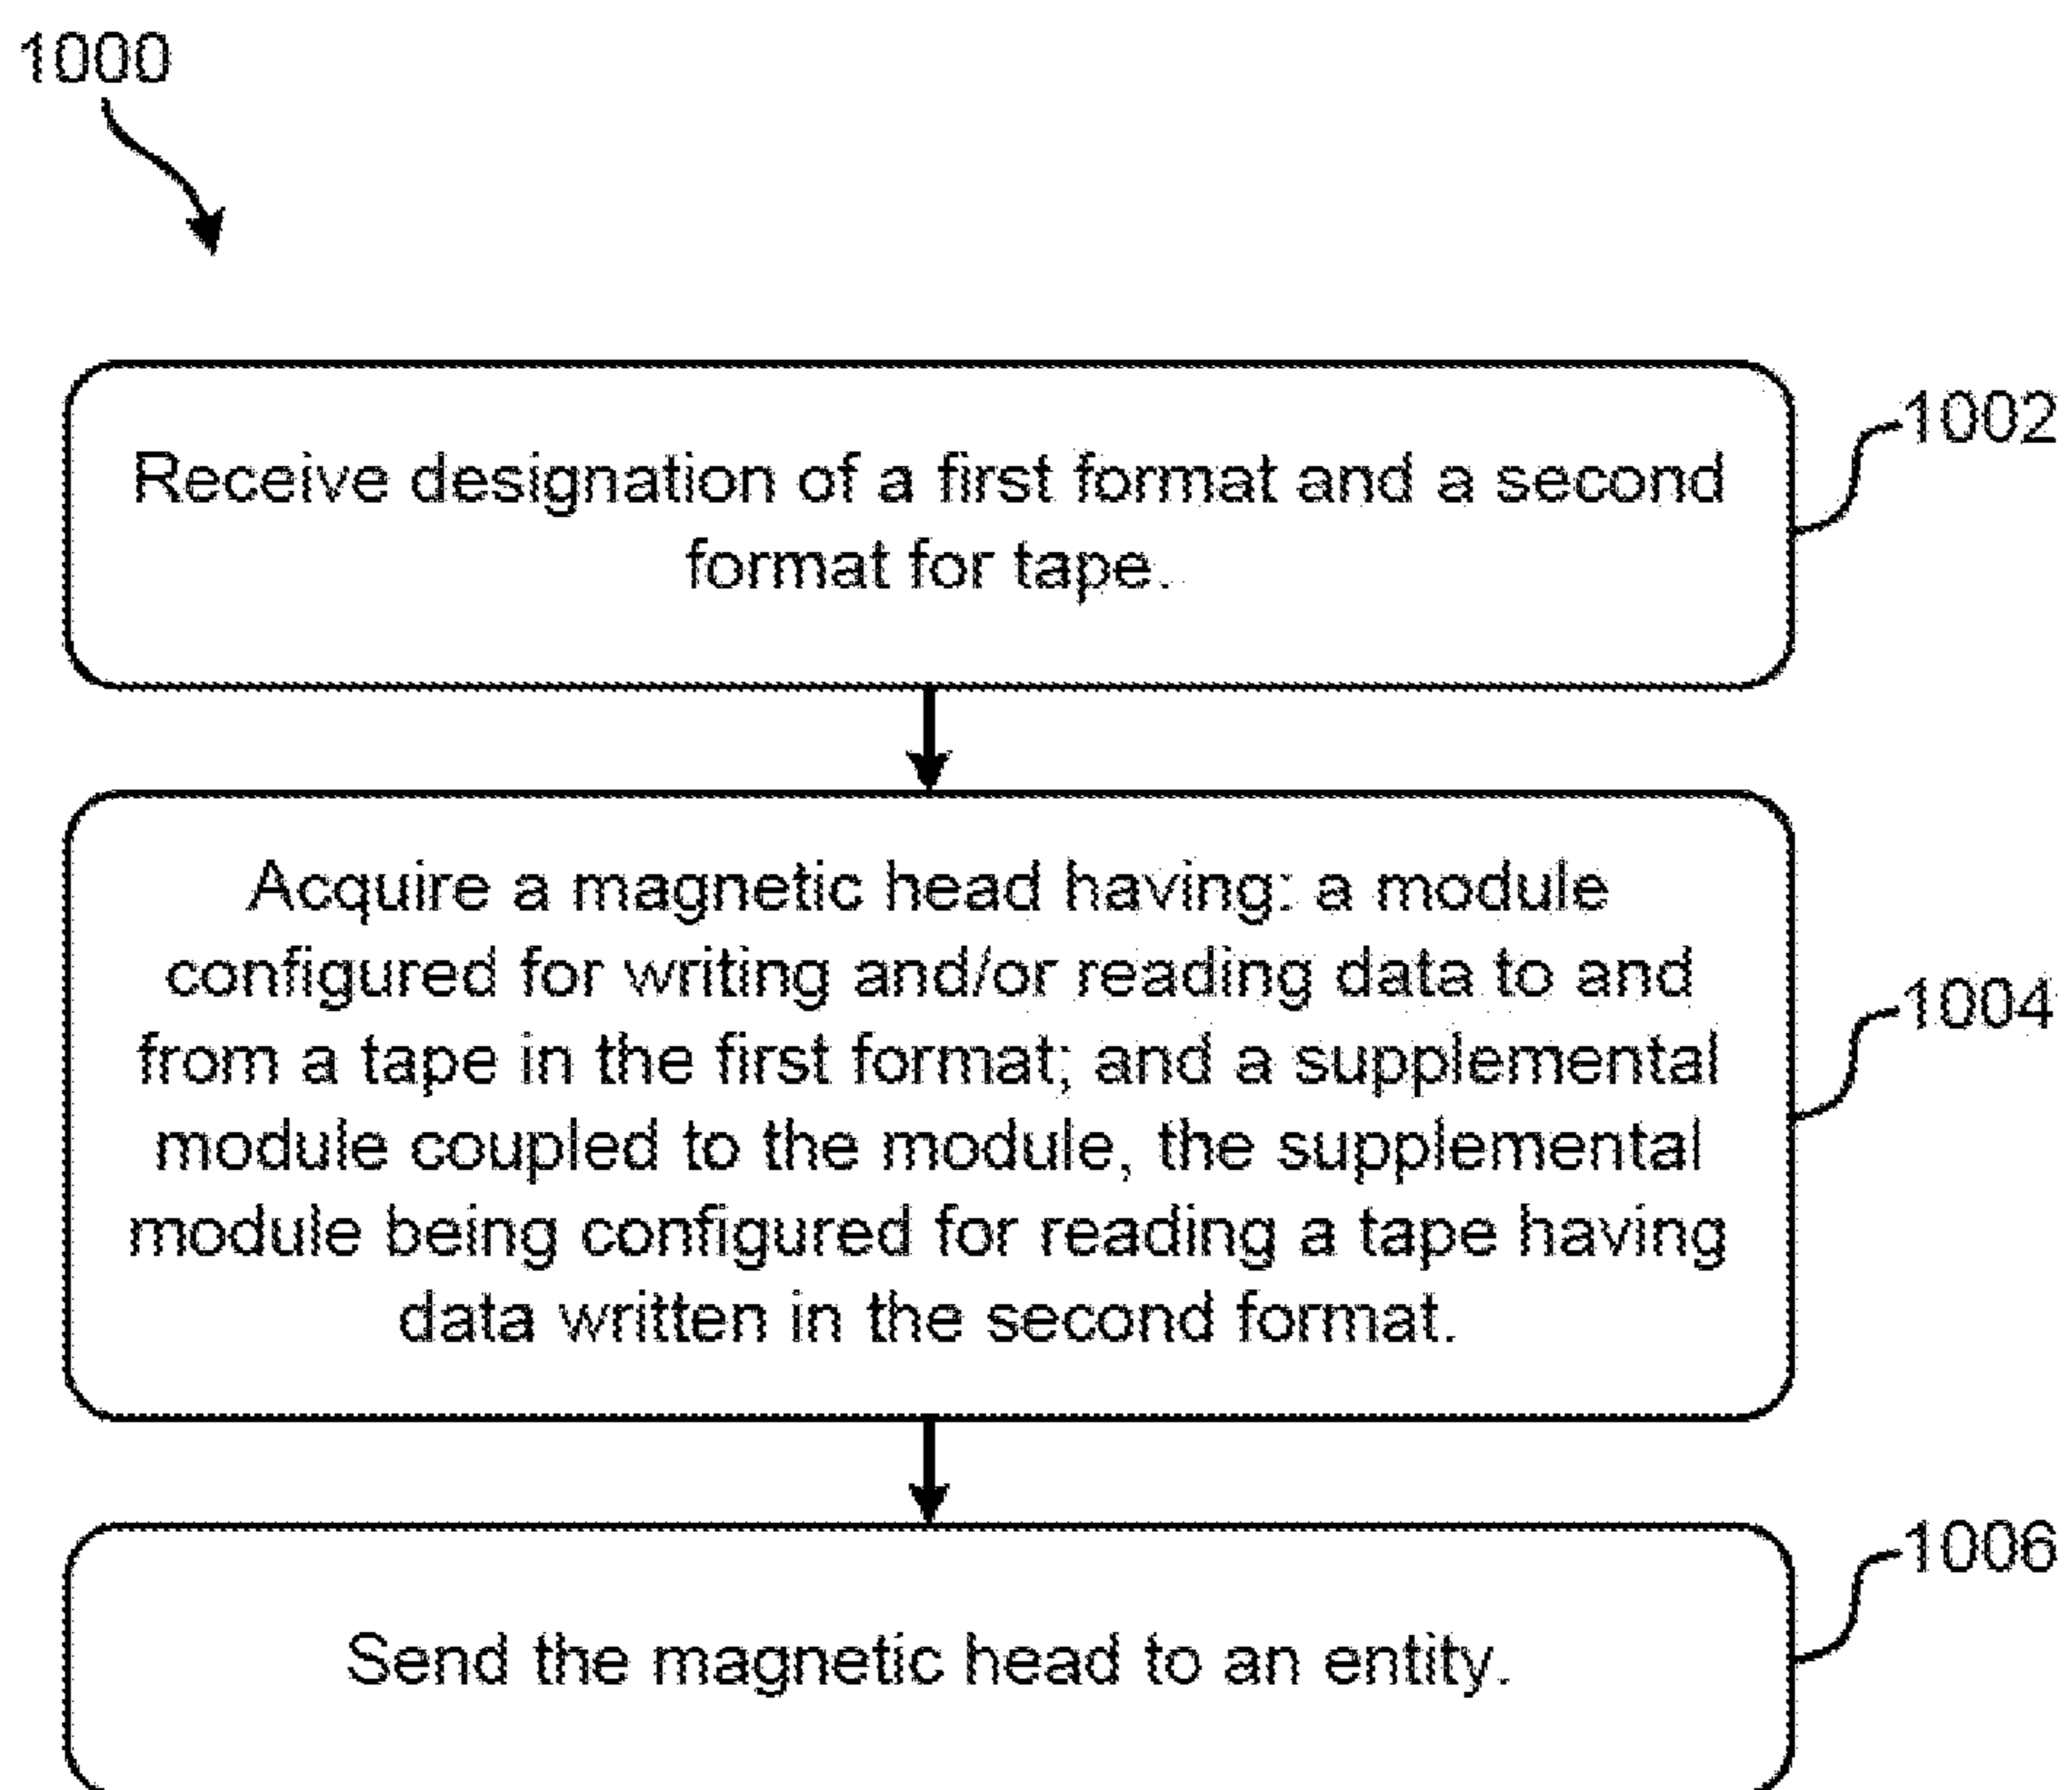 1000
1002
Receive designation of a first format and a second
format for tape.
Acquire a magnetic head having: a module
configured for writing and/or reading data to and
from a tape in the first format; and a supplemental
module coupled to the module, the supplemental
module being configured for reading a tape having
data written in the second format.
1004
Send the magnetic head to an entity.
1006